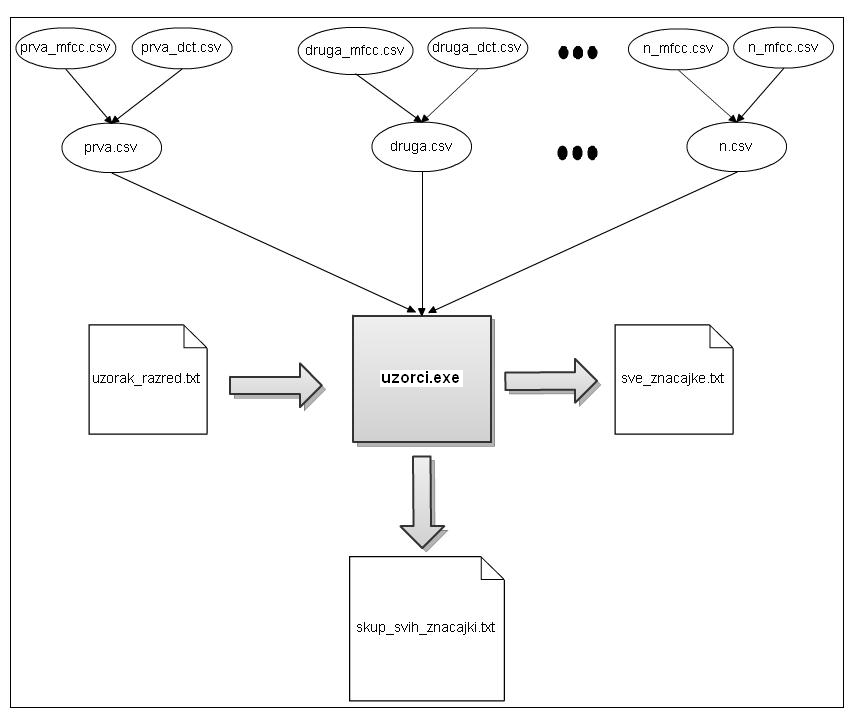 prva_mfcc.csv
prva_dct.csv
druga_mfcc.csv
druga_dct.csv
n_mfcc.csv
n_mfcc.csv
prva.csv
druga.csv
n.csv
uzorak_razred.txt
uzorci.exe
sve_znacajke.txt
skup_svih_znacajki.txt